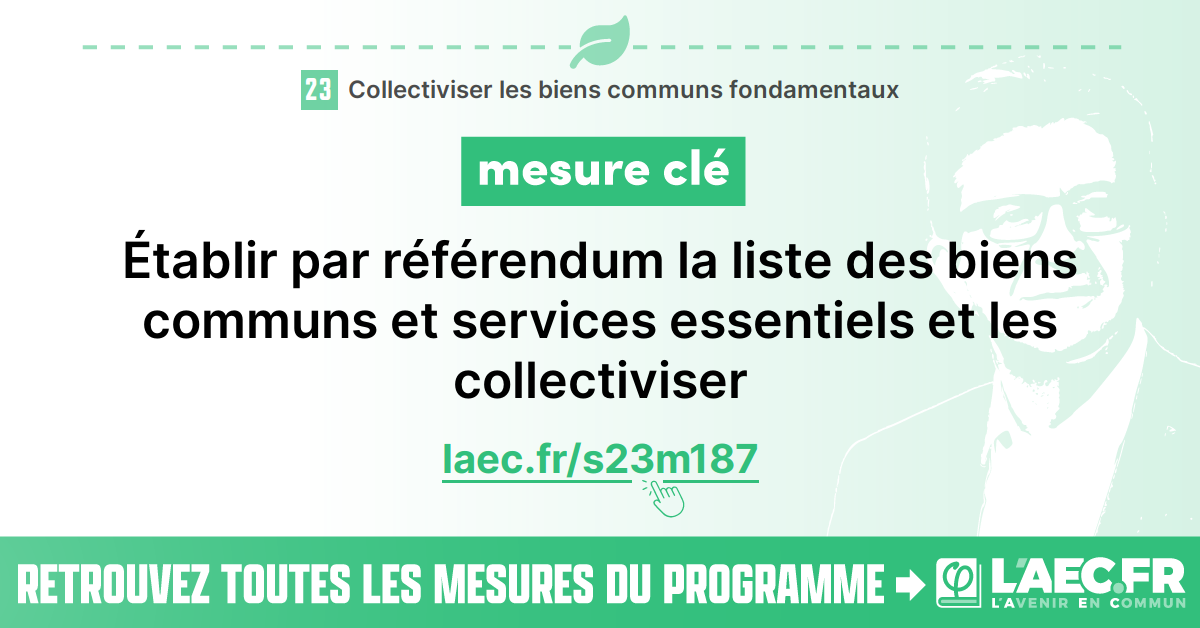 23 Collectiviser les biens communs fondamentaux
mesure clé
Établir par référendum la liste des biens
communs et services essentiels et les
collectiviser
laec.fr/s23m187
RETROUVEZ TOUTES LES MESURES DU PROGRAMME
L'AEC.FR
L'AVENIR EN COMMUN